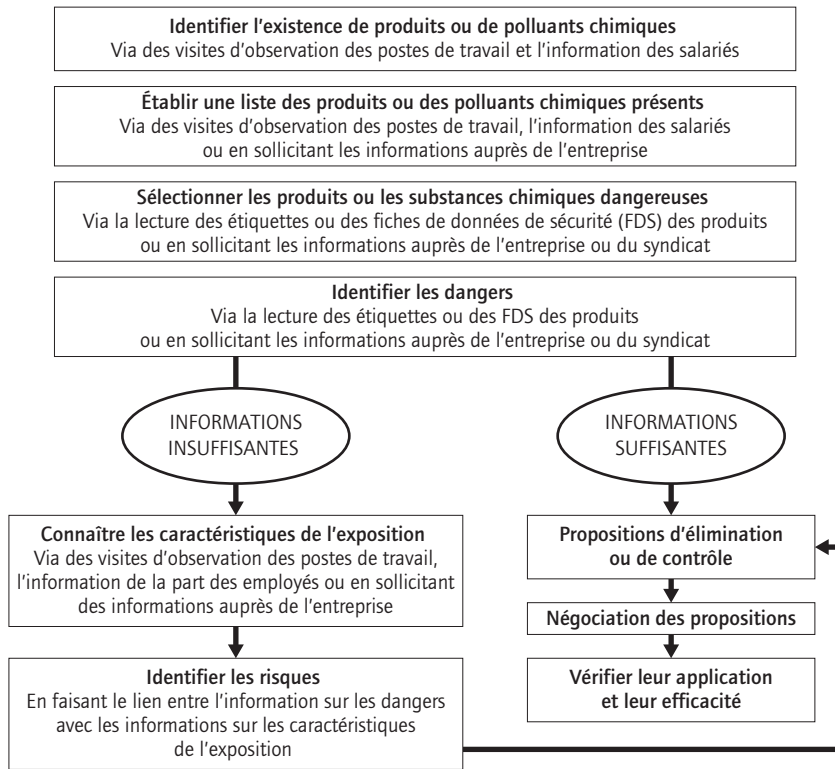 Identifier l'existence de produits ou de polluants chimiques
Via des visites d'observation des postes de travail et l'information des salariés
Établir une liste des produits ou des polluants chimiques présents
Via des visites d'observation des postes de travail, l'information des salariés
ou en sollicitant les informations auprès de l'entreprise
Sélectionner les produits ou les substances chimiques dangereuses
Via la lecture des étiquettes ou des fiches de données de sécurité (FDS) des produits
ou en sollicitant les informations auprès de l'entreprise ou du syndicat
Identifier les dangers
Via la lecture des étiquettes ou des FDS des produits
ou en sollicitant les informations auprès de l'entreprise ou du syndicat
INFORMATIONS
INSUFFISANTES
INFORMATIONS
SUFFISANTES
Connaître les caractéristiques de l'exposition
Via des visites d'observation des postes de travail,
l'information de la part des employés ou en sollicitant
des informations auprès de l'entreprise
Propositions d'élimination
ou de contrôle
Négociation des propositions
Identifier les risques
En faisant le lien entre l'information sur les dangers
avec les informations sur les caractéristiques
de l'exposition
Vérifier leur application
et leur efficacité